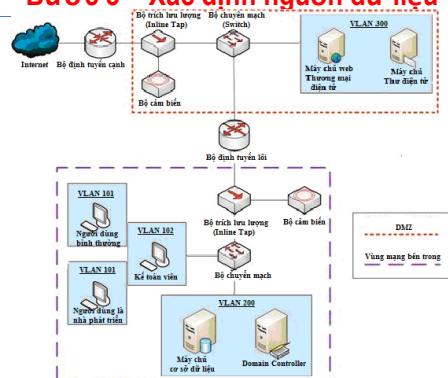 Bước – Xác định nguồn dữ liệu
Internet
Bộ định tuyến cạnh
Bộ trích lưu lượng
(Inline Tap)
Bộ cảm biến
Bộ chuyển mạch
(Switch)
VLAN 300
Máy chủ web
Thương mại
điện tử
Máy chủ
Thư điện tử
Bộ định tuyến lõi
Bộ trích lưu lượng
(Inline Tap)
Bộ cảm biến
Bộ chuyển mạch
VLAN 101
Người dùng
bình thường
VLAN 102
Kế toán viên
VLAN 101
Người dùng là
nhà phát triển
VLAN 200
Máy chủ
cơ sở dữ liệu
Domain Controller
DMZ
Vùng mạng bên trong